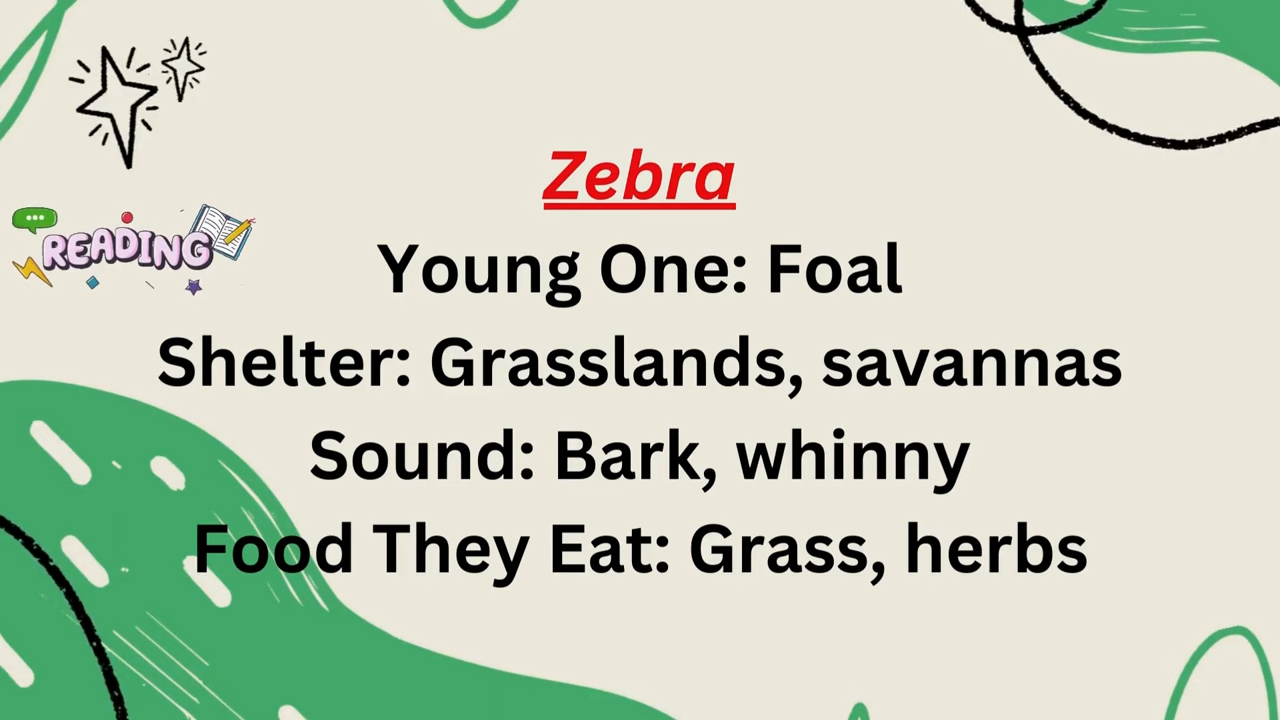 Zebra
READING
Young One: Foal
Shelter: Grasslands, savannas
Sound: Bark, whinny
Food They Eat: Grass, herbs